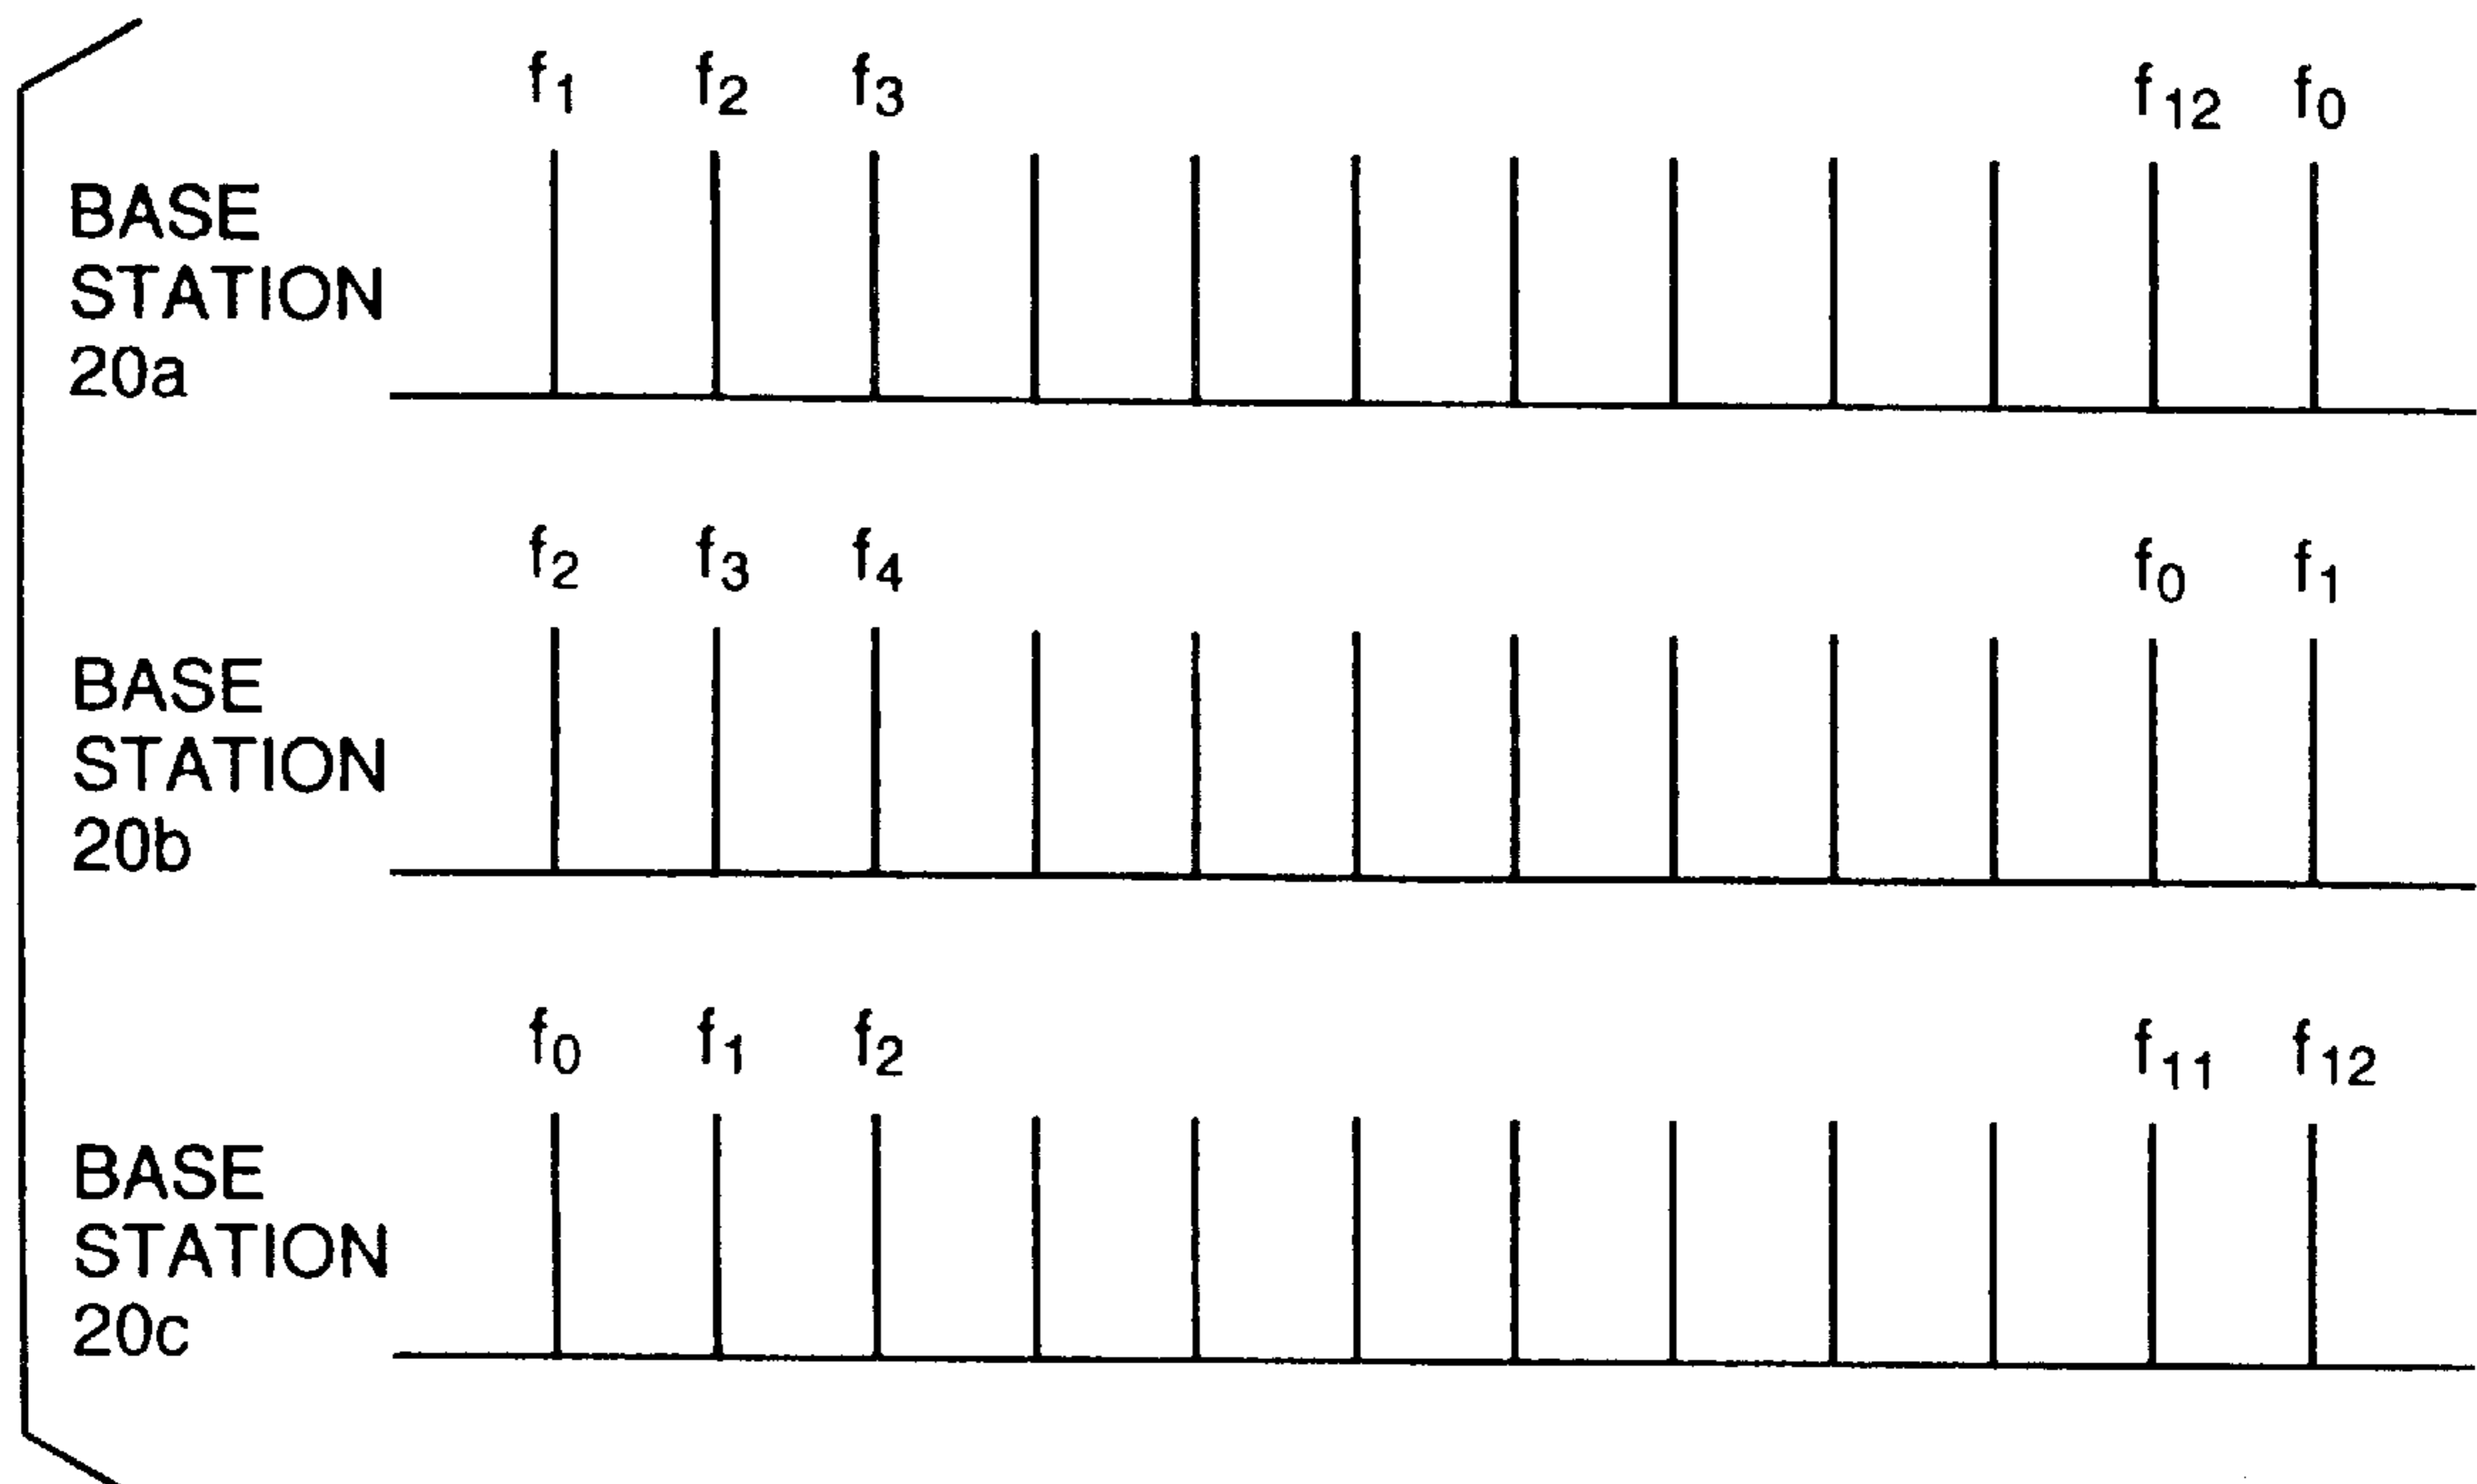 f1 f2 f3 f12 f0
BASE
STATION
20a
f2 f3 f4 f0 f1
BASE
STATION
20b
f0 f1 f2 f11 f12
BASE
STATION
20c